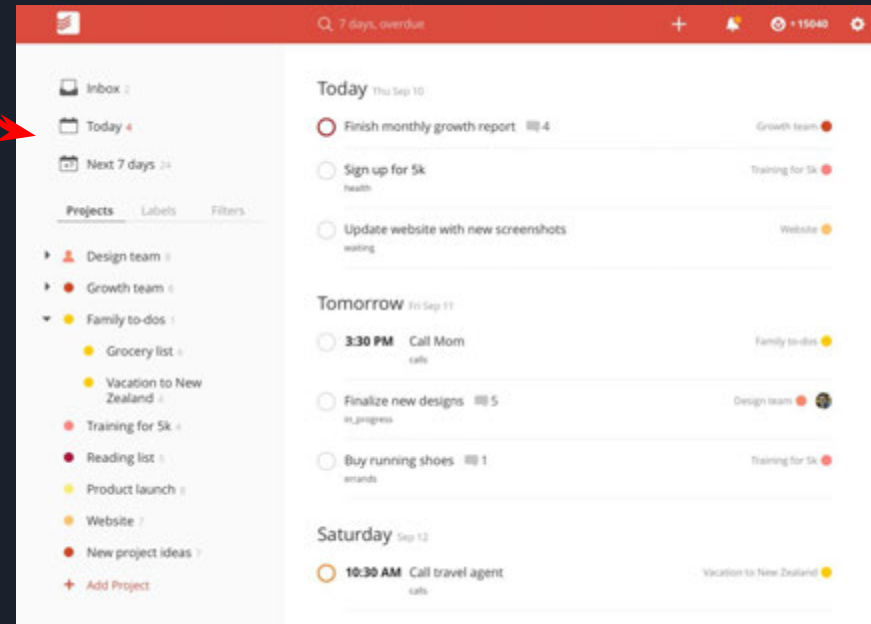 7 days, overdue
+15040
Inbox 2
Today 4
Next 7 days 24
Projects Labels Filters
Design team
Growth team
Family to-dos
Grocery list
Vacation to New
Zealand
Training for 5k
Reading list
Product launch
Website
New project ideas
+ Add Project
Today Thu Sep 10
Finish monthly growth report 4 Growth team
Sign up for 5k Training for 5k
health
Update website with new screenshots Website
waiting
Tomorrow Fri Sep 11
3:30 PM Call Mom Family to-dos
calls
Finalize new designs 5 Design team
in_progress
Buy running shoes 1 Training for 5k
errands
Saturday Sep 12
10:30 AM Call travel agent Vacation to New Zealand
calls